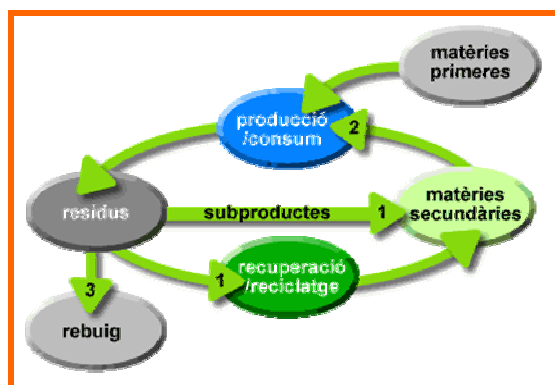 matèries
primeres
producció
/consum
2
residus
subproductes
1
matèries
secundàries
3
1
recuperació
/reciclatge
rebuig